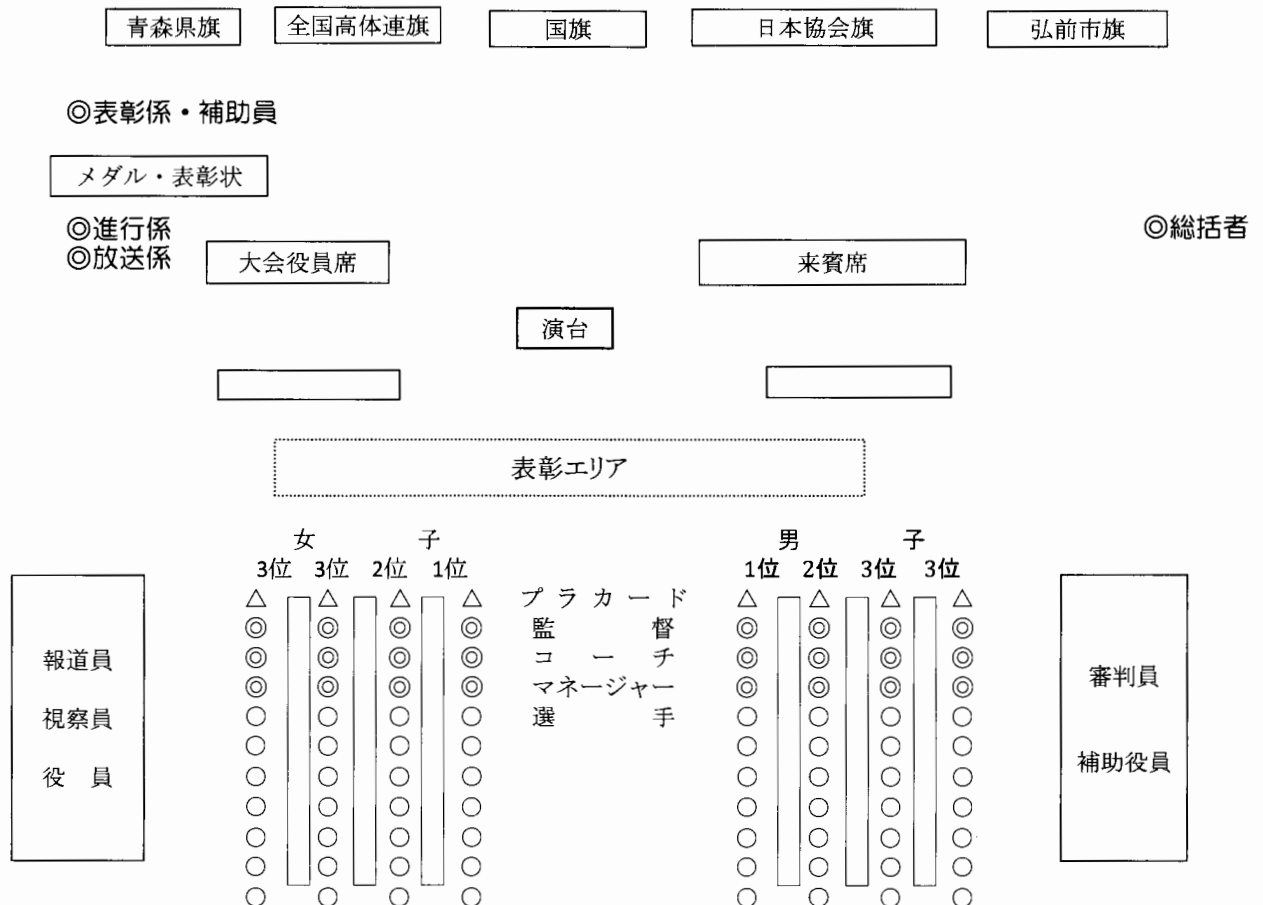 青森県旗 全国高体連旗 国旗 日本協会旗 弘前市旗
◎表彰係・補助員
メダル・表彰状
◎進行係
◎総括者
◎放送係
大会役員席 来賓席
演台
表彰エリア
女 子 男 子
3位 3位 2位 1位 1位 2位 3位 3位
△ △ △ △ プラカード △ △ △ △
◎ ◎ ◎ ◎ 監督 ◎ ◎ ◎ ◎
◎ ◎ ◎ ◎ コーチ ◎ ◎ ◎ ◎
◎ ◎ ◎ ◎ マネージャー ◎ ◎ ◎ ◎
○ ○ ○ ○ 選手 ○ ○ ○ ○
○ ○ ○ ○ ○ ○ ○ ○
○ ○ ○ ○ ○ ○ ○ ○
○ ○ ○ ○ ○ ○ ○ ○
○ ○ ○ ○ ○ ○ ○ ○
○ ○ ○ ○ ○ ○ ○ ○
○ ○ ○ ○ ○ ○ ○ ○
報道員
視察員
役 員
審判員
補助役員